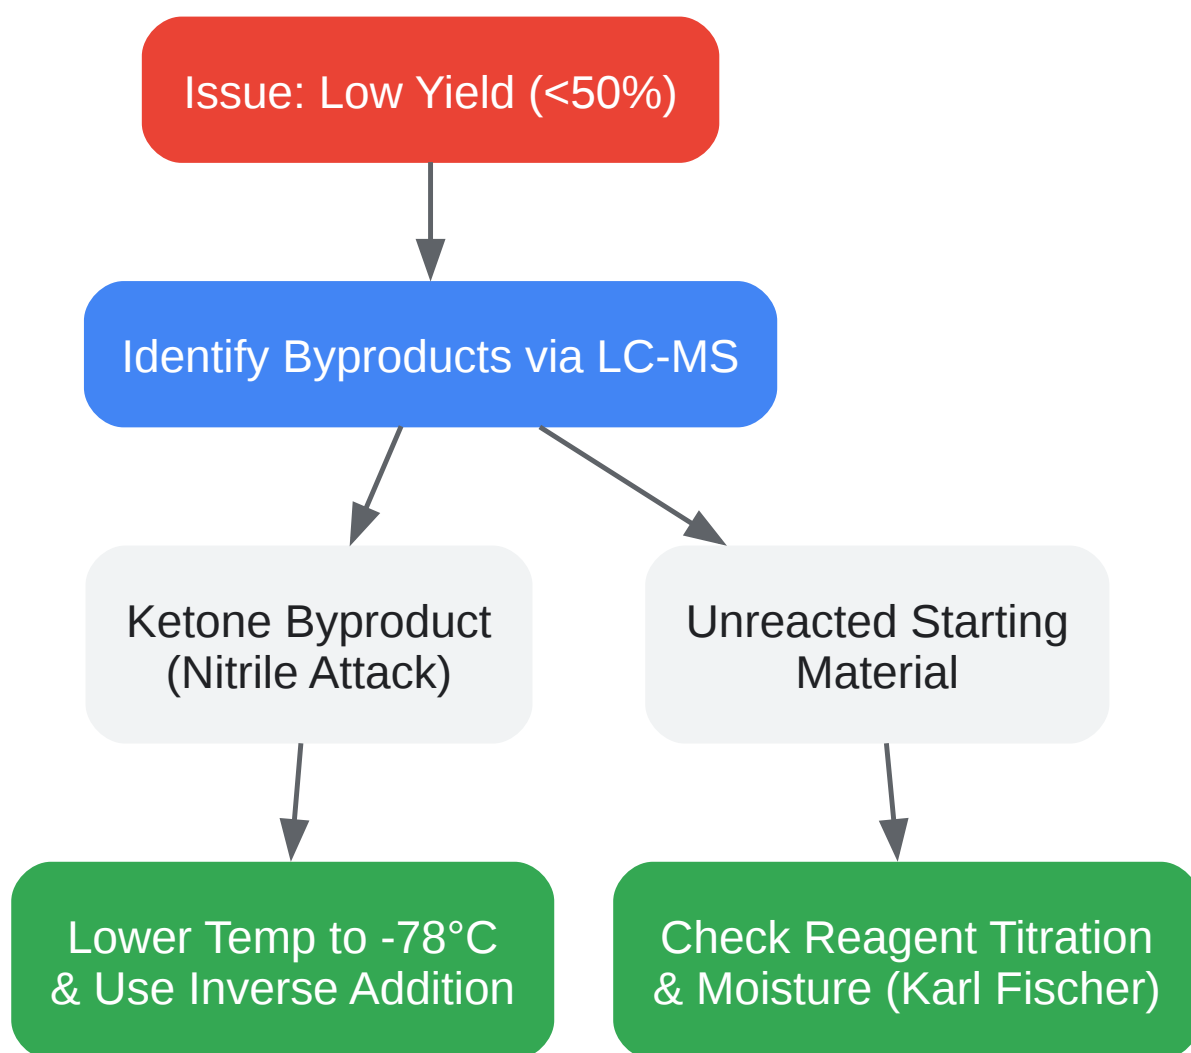 Issue: Low Yield (<50%)
Identify Byproducts via LC-MS
Ketone Byproduct
(Nitrile Attack)
Unreacted Starting
Material
Lower Temp to -78°C
& Use Inverse Addition
Check Reagent Titration
& Moisture (Karl Fischer)